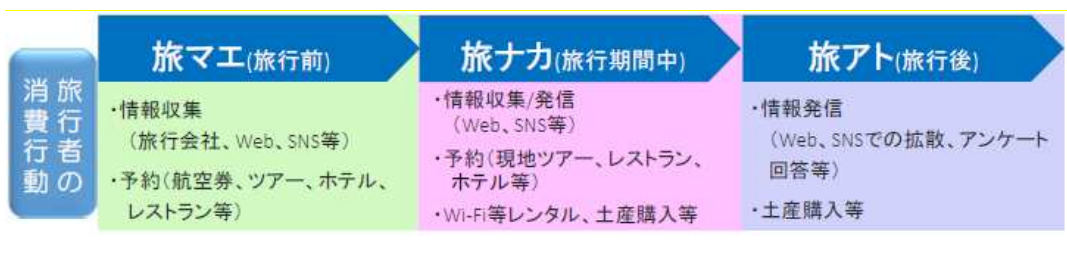 旅行者の
消費行動
旅マエ(旅行前)
・情報収集
（旅行会社、Web、SNS等）
・予約（航空券、ツアー、ホテル、
レストラン等）
旅ナカ(旅行期間中)
・情報収集/発信
（Web、SNS等）
・予約（現地ツアー、レストラン、
ホテル等）
・Wi-Fi等レンタル、土産購入等
旅アト(旅行後)
・情報発信
（Web、SNSでの拡散、アンケート
回答等）
・土産購入等